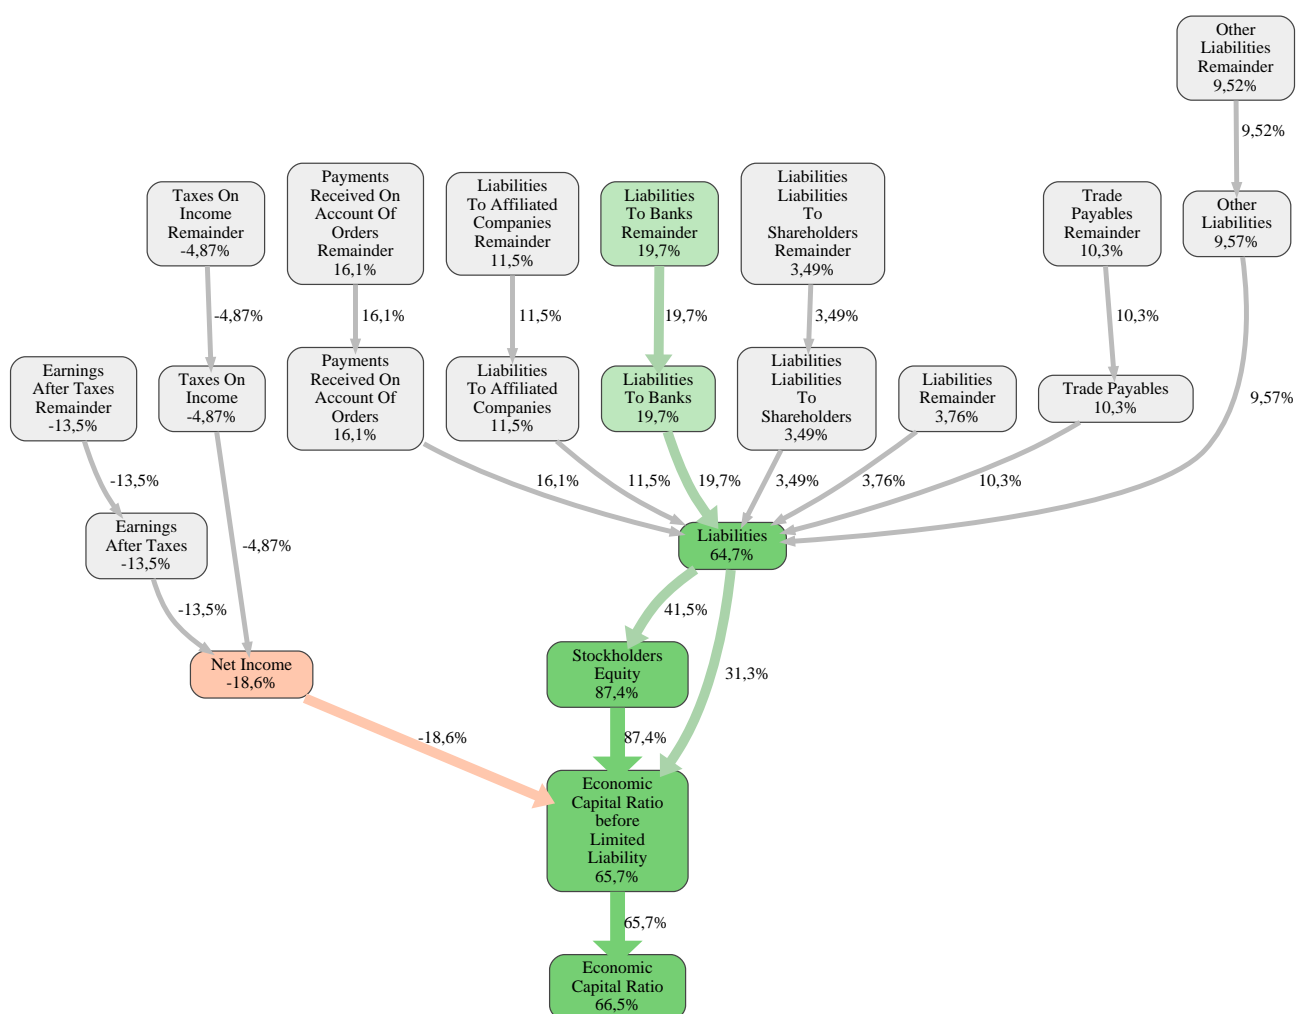 Other
Liabilities
Remainder
9,52%
9,52%
Taxes On
Income
Remainder
-4,87%
Payments
Received On
Account Of
Orders
Remainder
16,1%
Liabilities
To Affiliated
Companies
Remainder
11,5%
Liabilities
To Banks
Remainder
19,7%
Liabilities
Liabilities
To
Shareholders
Remainder
3,49%
Trade
Payables
Remainder
10,3%
Other
Liabilities
9,57%
-4,87%
16,1%
11,5%
19,7%
3,49%
10,3%
Earnings
After Taxes
Remainder
-13,5%
Taxes On
Income
-4,87%
Payments
Received On
Account Of
Orders
16,1%
Liabilities
To Affiliated
Companies
11,5%
Liabilities
To Banks
19,7%
Liabilities
Liabilities
To
Shareholders
3,49%
Liabilities
Remainder
3,76%
Trade Payables
10,3%
9,57%
-13,5%
16,1%
11,5%
19,7%
3,49%
3,76%
10,3%
Earnings
After Taxes
-13,5%
-4,87%
Liabilities
64,7%
-13,5%
41,5%
Net Income
-18,6%
Stockholders
Equity
87,4%
31,3%
-18,6%
87,4%
Economic
Capital Ratio
before
Limited
Liability
65,7%
65,7%
Economic
Capital Ratio
66,5%